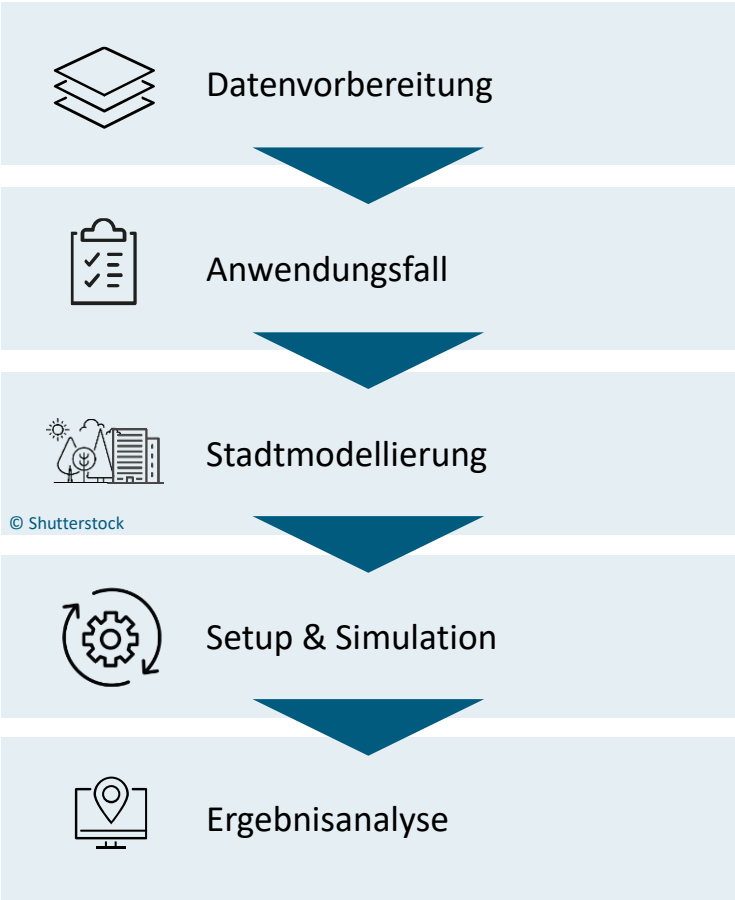 Datenvorbereitung
Anwendungsfall
Stadtmodellierung
© Shutterstock
Setup & Simulation
Ergebnisanalyse